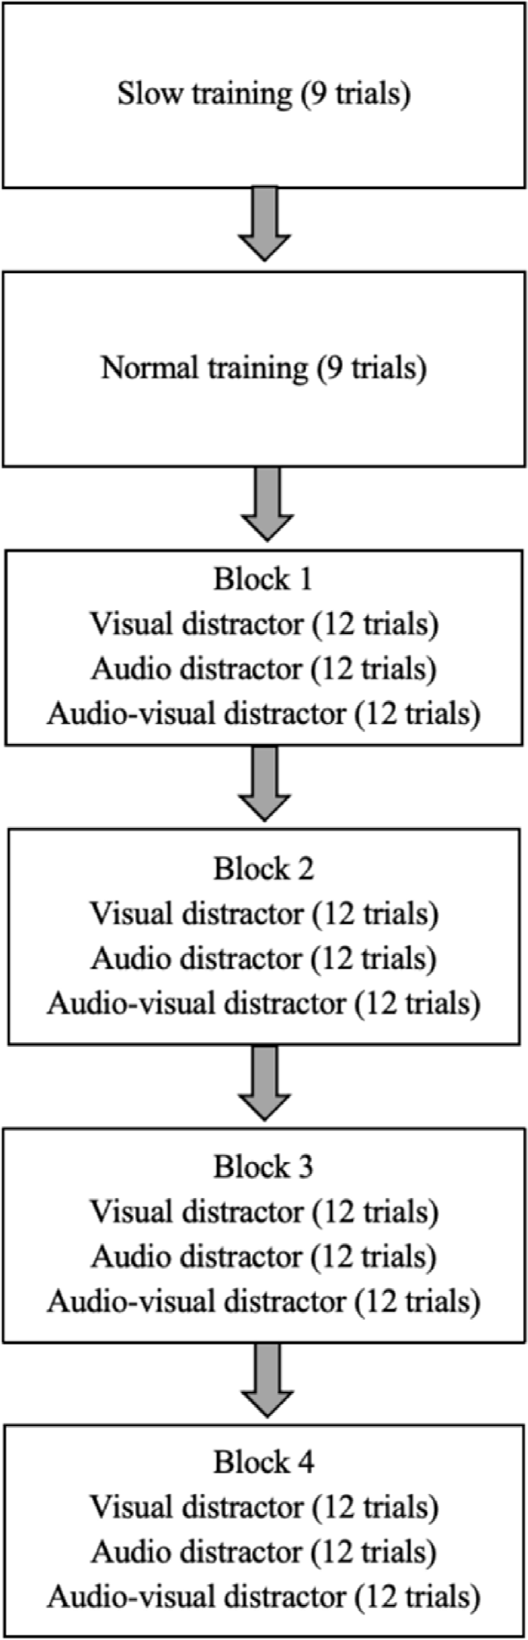 Slow training (9 trials)
Normal training (9 trials)
Block 1
Visual distractor (12 trials)
Audio distractor (12 trials)
Audio-visual distractor (12 trials)
Block 2
Visual distractor (12 trials)
Audio distractor (12 trials)
Audio-visual distractor (12 trials)
Block 3
Visual distractor (12 trials)
Audio distractor (12 trials)
Audio-visual distractor (12 trials)
Block 4
Visual distractor (12 trials)
Audio distractor (12 trials)
Audio-visual distractor (12 trials)